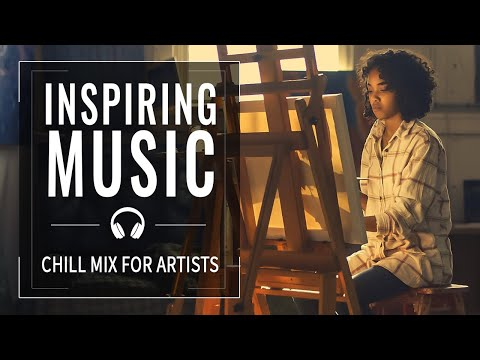 INSPIRING
MUSIC
CHILL MIX FOR ARTISTS